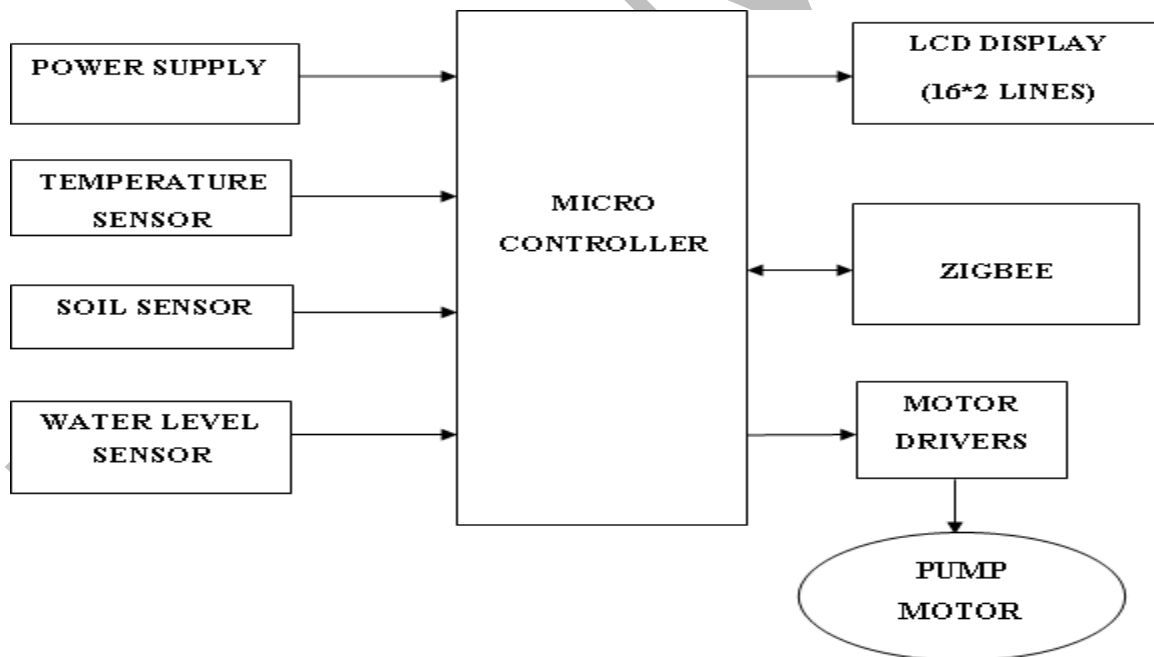 POWER SUPPLY
TEMPERATURE
SENSOR
SOIL SENSOR
WATER LEVEL
SENSOR
MICRO
CONTROLLER
LCD DISPLAY
(16*2 LINES)
ZIGBEE
MOTOR
DRIVERS
PUMP
MOTOR